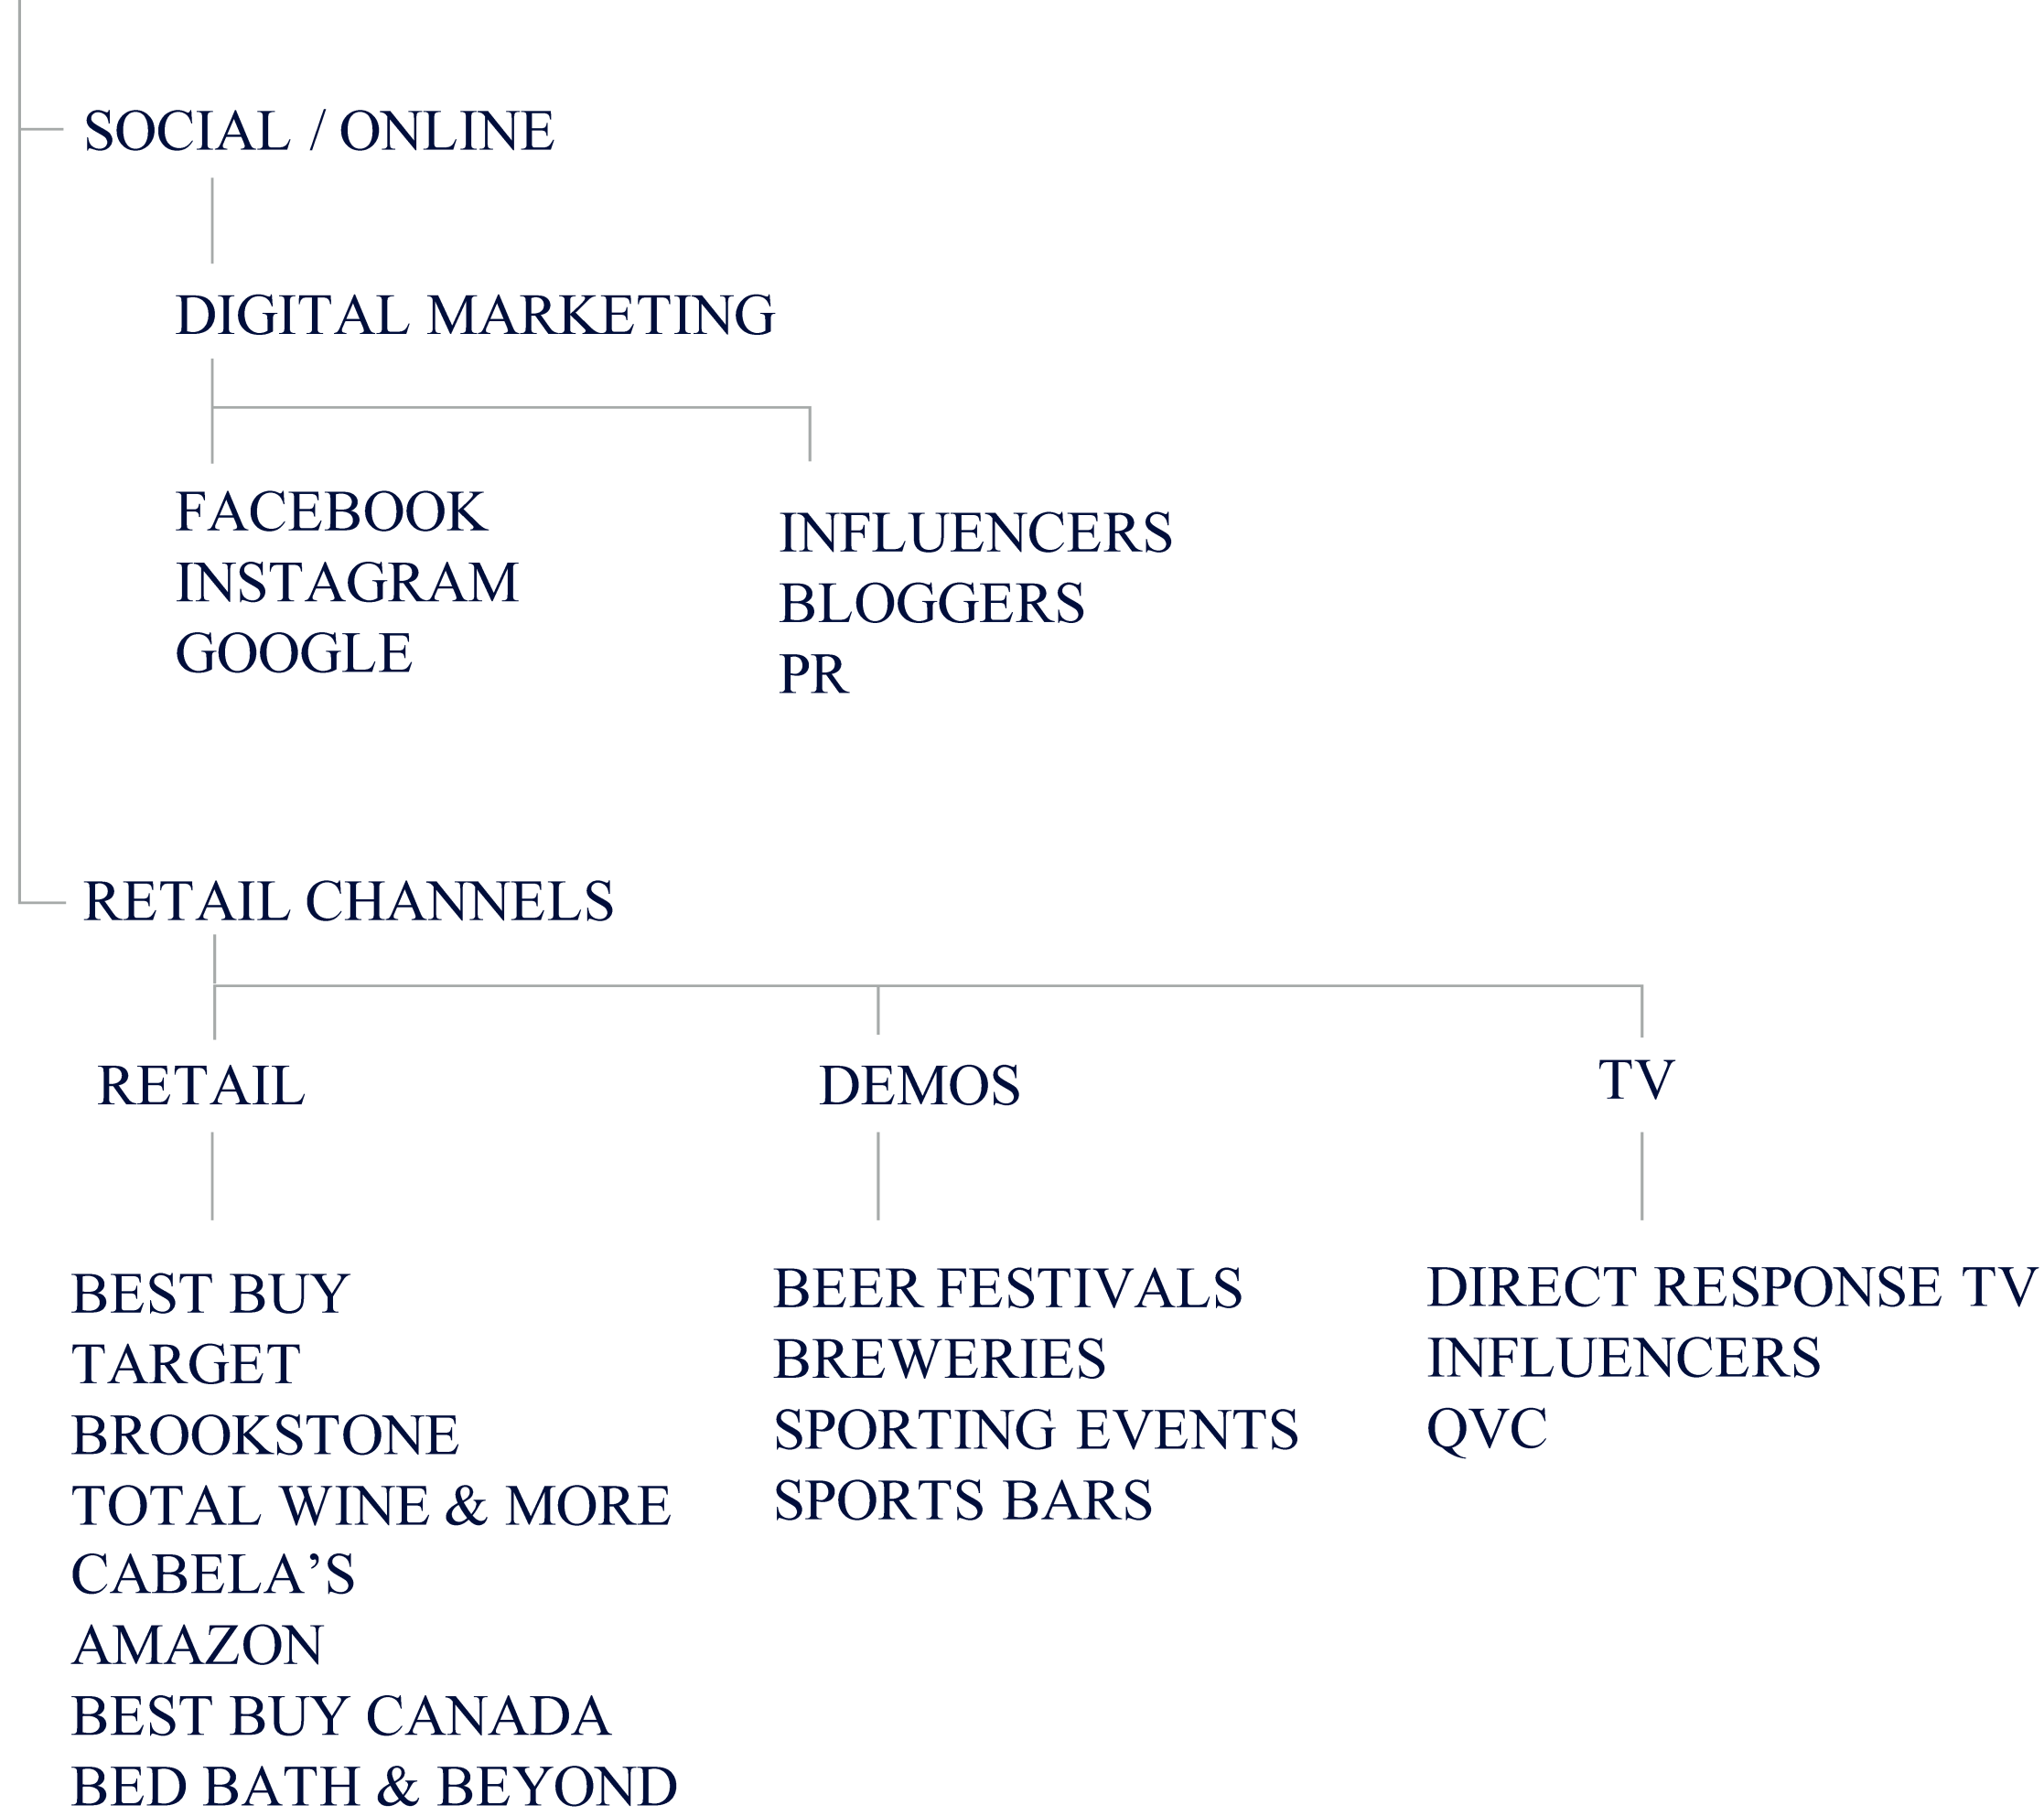 SOCIAL / ONLINE
DIGITAL MARKETING
FACEBOOK
INSTAGRAM
GOOGLE
INFLUENCERS
BLOGGERS
PR
RETAIL CHANNELS
RETAIL
DEMOS
TV
BEST BUY
TARGET
BROOKSTONE
TOTAL WINE & MORE
CABELA’S
AMAZON
BEST BUY CANADA
BED BATH & BEYOND
BEER FESTIVALS
BREWERIES
SPORTING EVENTS
SPORTS BARS
DIRECT RESPONSE TV
INFLUENCERS
QVC